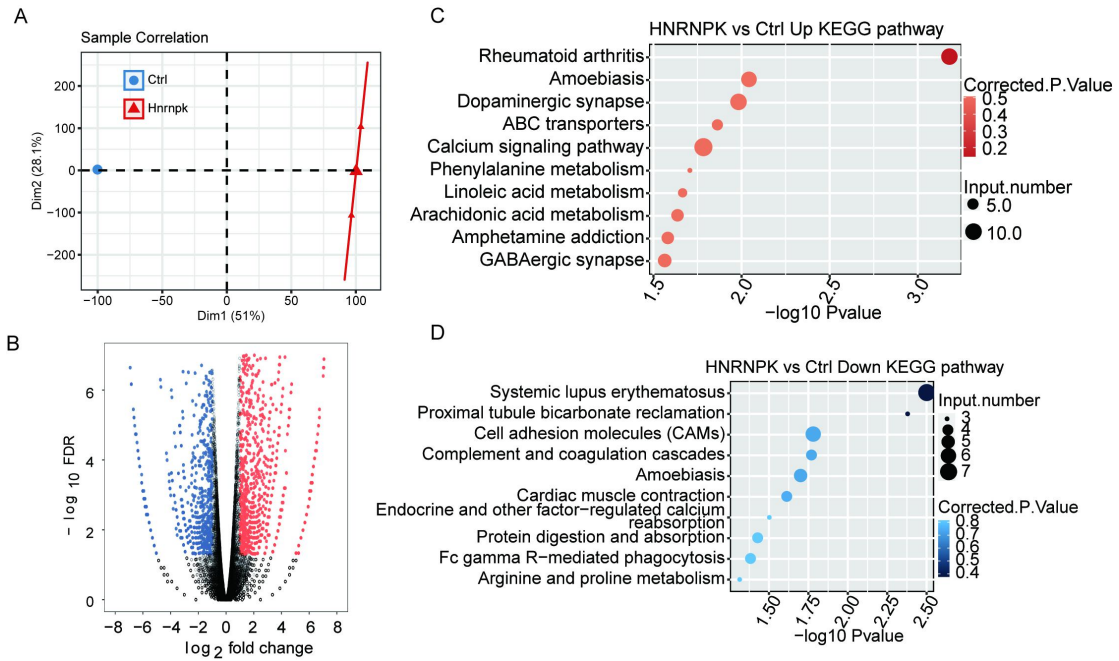 A
Sample Correlation
Ctrl
Hnrnpk
200
100
0
−100
−200
Dim2 (28.1%)
−100
−50
0
50
100
Dim1 (51%)
B
6
4
2
0
− log 10 FDR
−8 −6 −4 −2 0 2 4 6 8
log 2 fold change
C
HNRNPK vs Ctrl Up KEGG pathway
Rheumatoid arthritis
Amoebiasis
Dopaminergic synapse
ABC transporters
Calcium signaling pathway
Phenylalanine metabolism
Linoleic acid metabolism
Arachidonic acid metabolism
Amphetamine addiction
GABAergic synapse
1.5
2.0
2.5
3.0
−log10 Pvalue
Corrected.P.Value
0.5
0.4
0.3
0.2
Input.number
5.0
10.0
D
HNRNPK vs Ctrl Down KEGG pathway
Systemic lupus erythematosus
Proximal tubule bicarbonate reclamation
Cell adhesion molecules (CAMs)
Complement and coagulation cascades
Amoebiasis
Cardiac muscle contraction
Endocrine and other factor−regulated calcium
reabsorption
Protein digestion and absorption
Fc gamma R−mediated phagocytosis
Arginine and proline metabolism
1.50
1.75
2.00
2.25
2.50
−log10 Pvalue
Input.number
3
4
5
6
7
Corrected.P.Value
0.8
0.7
0.6
0.5
0.4